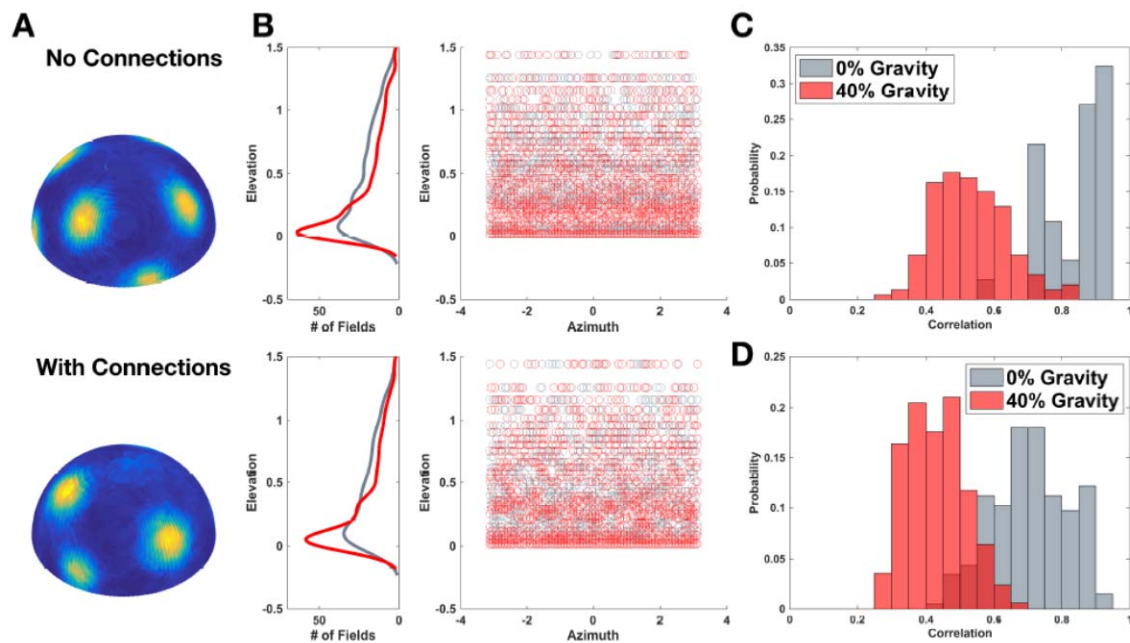 A
B
C
D
No Connections
With Connections
1.5
1
0.5
0
-0.5
Elevation
50
0
# of Fields
1.5
1
0.5
0
-0.5
Elevation
-4
-2
0
2
4
Azimuth
0.35
0.3
0.25
0.2
0.15
0.1
0.05
0
Probability
0% Gravity
40% Gravity
0
0.2
0.4
0.6
0.8
1
Correlation
1.5
1
0.5
0
-0.5
Elevation
50
0
# of Fields
1.5
1
0.5
0
-0.5
Elevation
-4
-2
0
2
4
Azimuth
0.25
0.2
0.15
0.1
0.05
0
Probability
0% Gravity
40% Gravity
0
0.2
0.4
0.6
0.8
1
Correlation